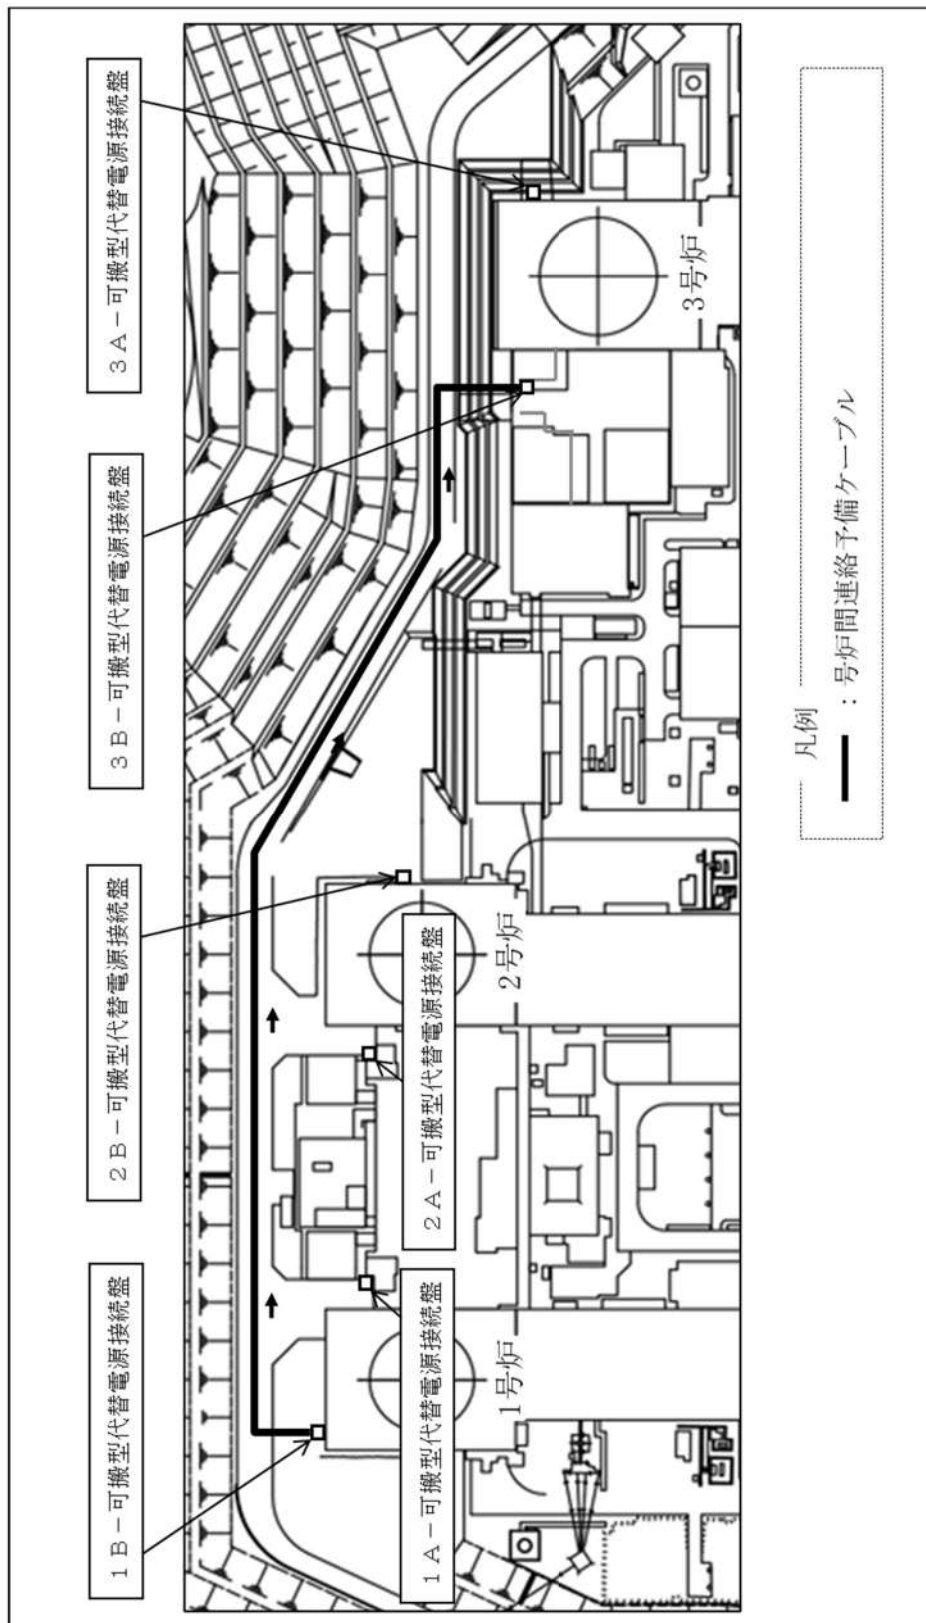 1B-可搬型代替電源接続盤
2B-可搬型代替電源接続盤
3B-可搬型代替電源接続盤
3A-可搬型代替電源接続盤
1A-可搬型代替電源接続盤
2A-可搬型代替電源接続盤
1号炉
2号炉
3号炉
凡例
:号炉間連絡予備ケーブル